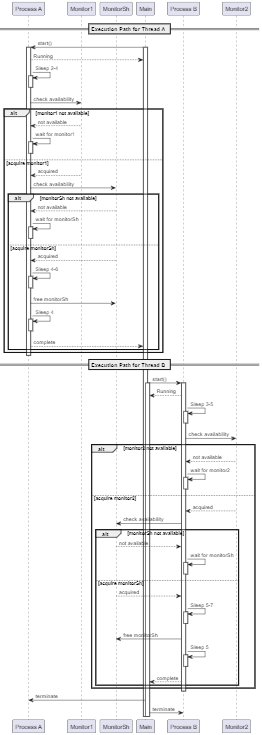 Process A Monitor1 MonitorSh Main Process B Monitor2
Execution Path for Thread A
start()
Running
Sleep 2-4
check availability
alt [monitor1 not available]
not available
wait for monitor1
[acquire monitor1]
acquired
check availability
alt [monitorSh not available]
not available
wait for monitorSh
[acquire monitorSh]
acquired
Sleep 4-6
free monitorSh
Sleep 4
complete
Execution Path for Thread B
start()
Running
Sleep 3-5
check availability
alt [monitor2 not available]
not available
wait for monitor2
[acquire monitor2]
acquired
check availability
alt [monitorSh not available]
not available
wait for monitorSh
[acquire monitorSh]
acquired
Sleep 5-7
free monitorSh
complete
terminate
terminate
Process A Monitor1 MonitorSh Main Process B Monitor2